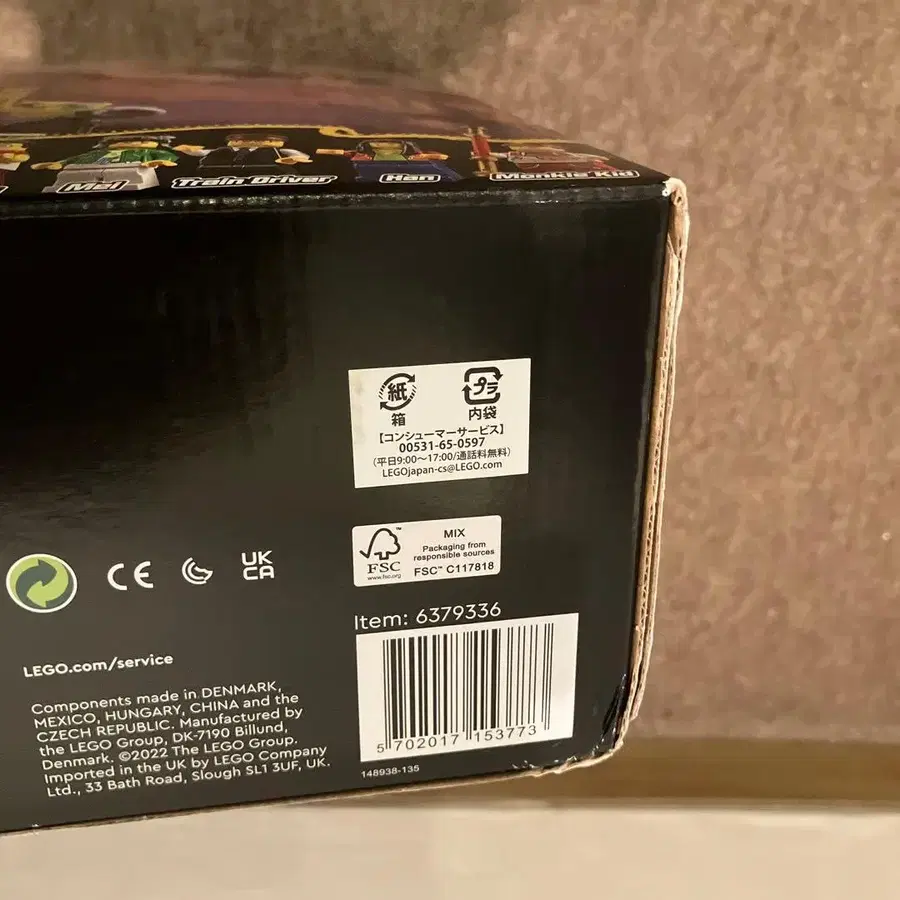 Mei
Train Driver
Han
Monkie Kid
紙
箱
プラ
内袋
【コンシューマーサービス】
00531-65-0597
(平日9:00～17:00/通話料無料)
LEGOjapan-cs@LEGO.com
FSC™
www.fsc.org
MIX
Packaging from
responsible sources
FSC™ C117818
CE
UK
CA
Item: 6379336
5 702017 153773
148938-135
LEGO.com/service
Components made in DENMARK,
MEXICO, HUNGARY, CHINA and the
CZECH REPUBLIC. Manufactured by
the LEGO Group, DK-7190 Billund,
Denmark. ©2022 The LEGO Group.
Imported in the UK by LEGO Company
Ltd., 33 Bath Road, Slough SL1 3UF, UK.